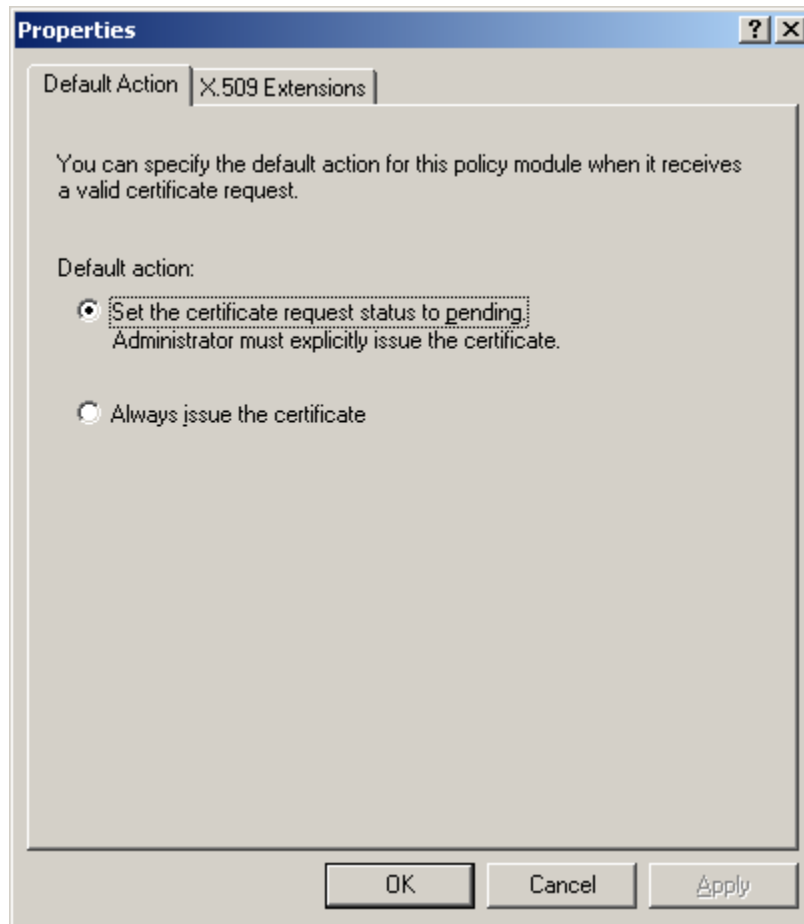 Properties
Default Action
X.509 Extensions
You can specify the default action for this policy module when it receives
a valid certificate request.
Default action:
Set the certificate request status to pending.
Administrator must explicitly issue the certificate.
Always issue the certificate
OK
Cancel
Apply